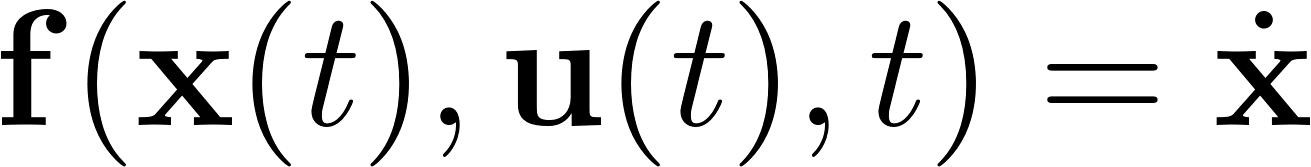 f(x(t), u(t), t) = ẋ